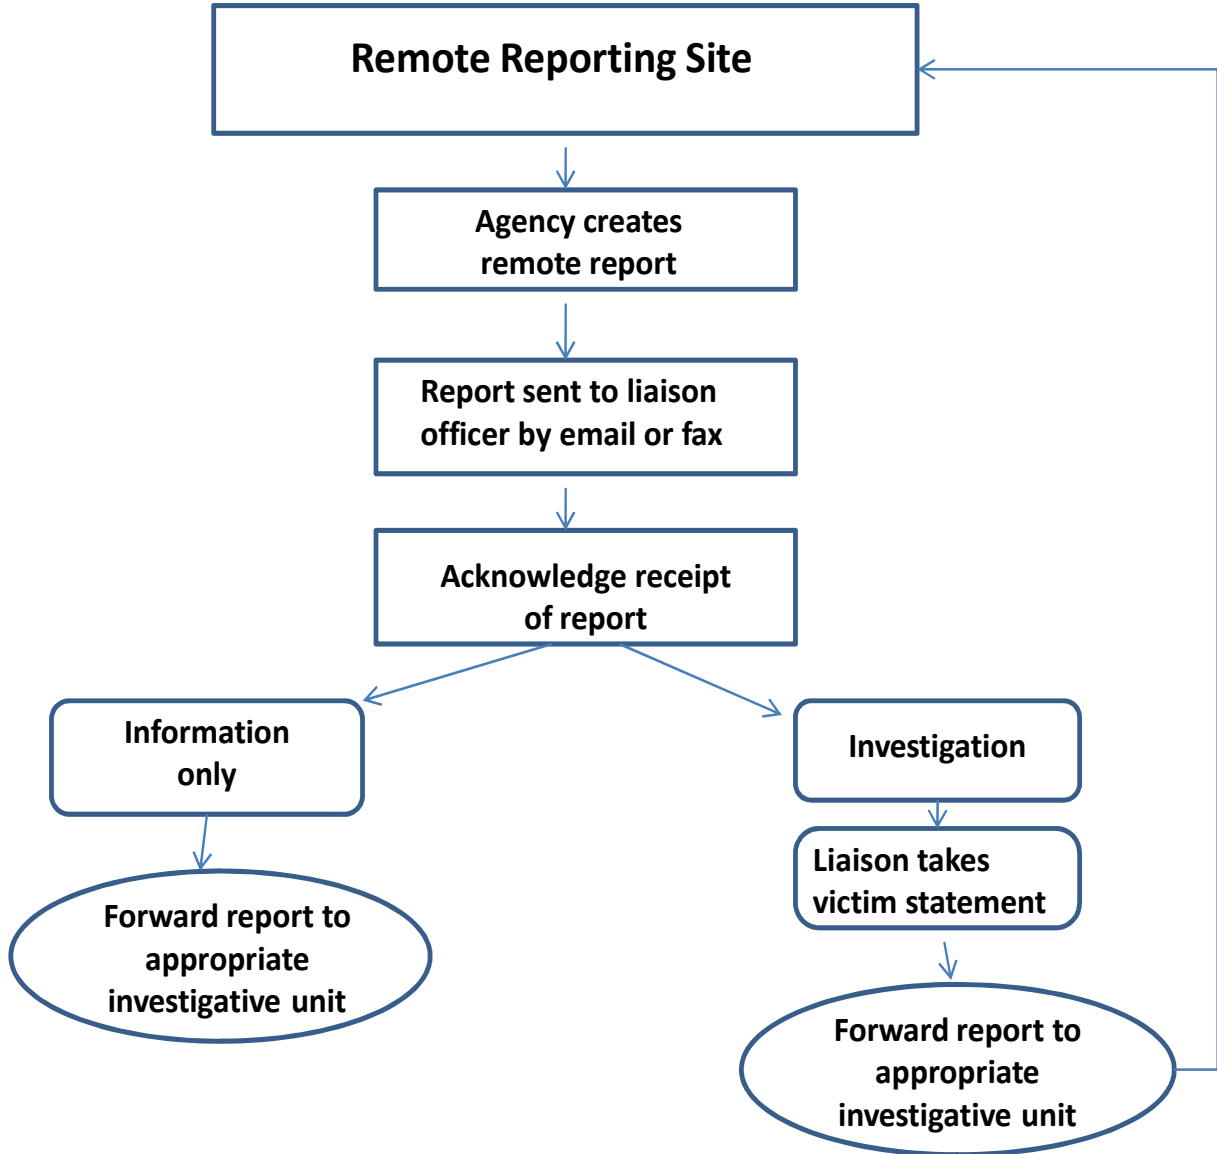 Remote Reporting Site
Agency creates
remote report
Report sent to liaison
officer by email or fax
Acknowledge receipt
of report
Information
only
Investigation
Liaison takes
victim statement
Forward report to
appropriate
investigative unit
Forward report to
appropriate
investigative unit